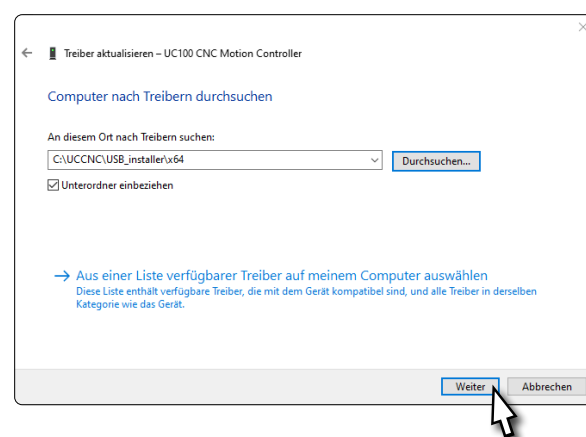 Treiber aktualisieren – UC100 CNC Motion Controller
Computer nach Treibern durchsuchen
An diesem Ort nach Treibern suchen:
C:\UCCNC\USB_installer\x64
Durchsuchen...
Unterordner einbeziehen
Aus einer Liste verfügbarer Treiber auf meinem Computer auswählen
Diese Liste enthält verfügbare Treiber, die mit dem Gerät kompatibel sind, und alle Treiber in derselben
Kategorie wie das Gerät.
Weiter
Abbrechen